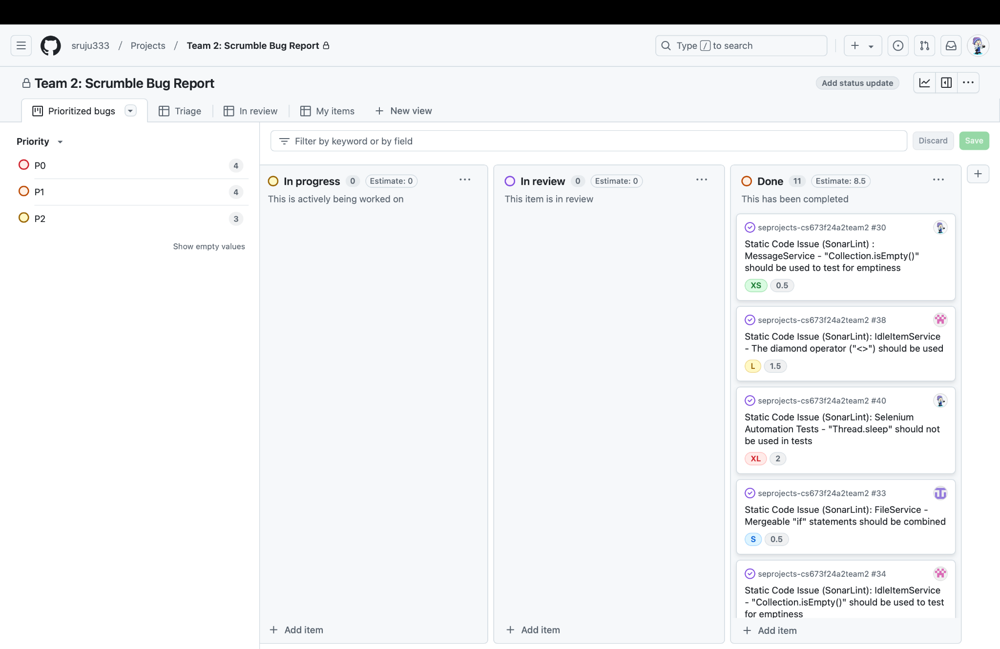 sruju333 / Projects / Team 2: Scrumble Bug Report
Type / to search
Team 2: Scrumble Bug Report
Add status update
Prioritized bugs
Triage
In review
My items
New view
Priority
P0 4
P1 4
P2 3
Show empty values
Filter by keyword or by field
Discard
Save
In progress 0 Estimate: 0
This is actively being worked on
Add item
In review 0 Estimate: 0
This item is in review
Add item
Done 11 Estimate: 8.5
This has been completed
seprojects-cs673f24a2team2 #30
Static Code Issue (SonarLint) :
MessageService - "Collection.isEmpty()"
should be used to test for emptiness
XS 0.5
seprojects-cs673f24a2team2 #38
Static Code Issue (SonarLint): IdleItemService
- The diamond operator ("<>") should be used
L 1.5
seprojects-cs673f24a2team2 #40
Static Code Issue (SonarLint): Selenium
Automation Tests - "Thread.sleep" should not
be used in tests
XL 2
seprojects-cs673f24a2team2 #33
Static Code Issue (SonarLint): FileService -
Mergeable "if" statements should be combined
S 0.5
seprojects-cs673f24a2team2 #34
Static Code Issue (SonarLint): IdleItemService
- "Collection.isEmpty()" should be used to test
for emptiness
Add item